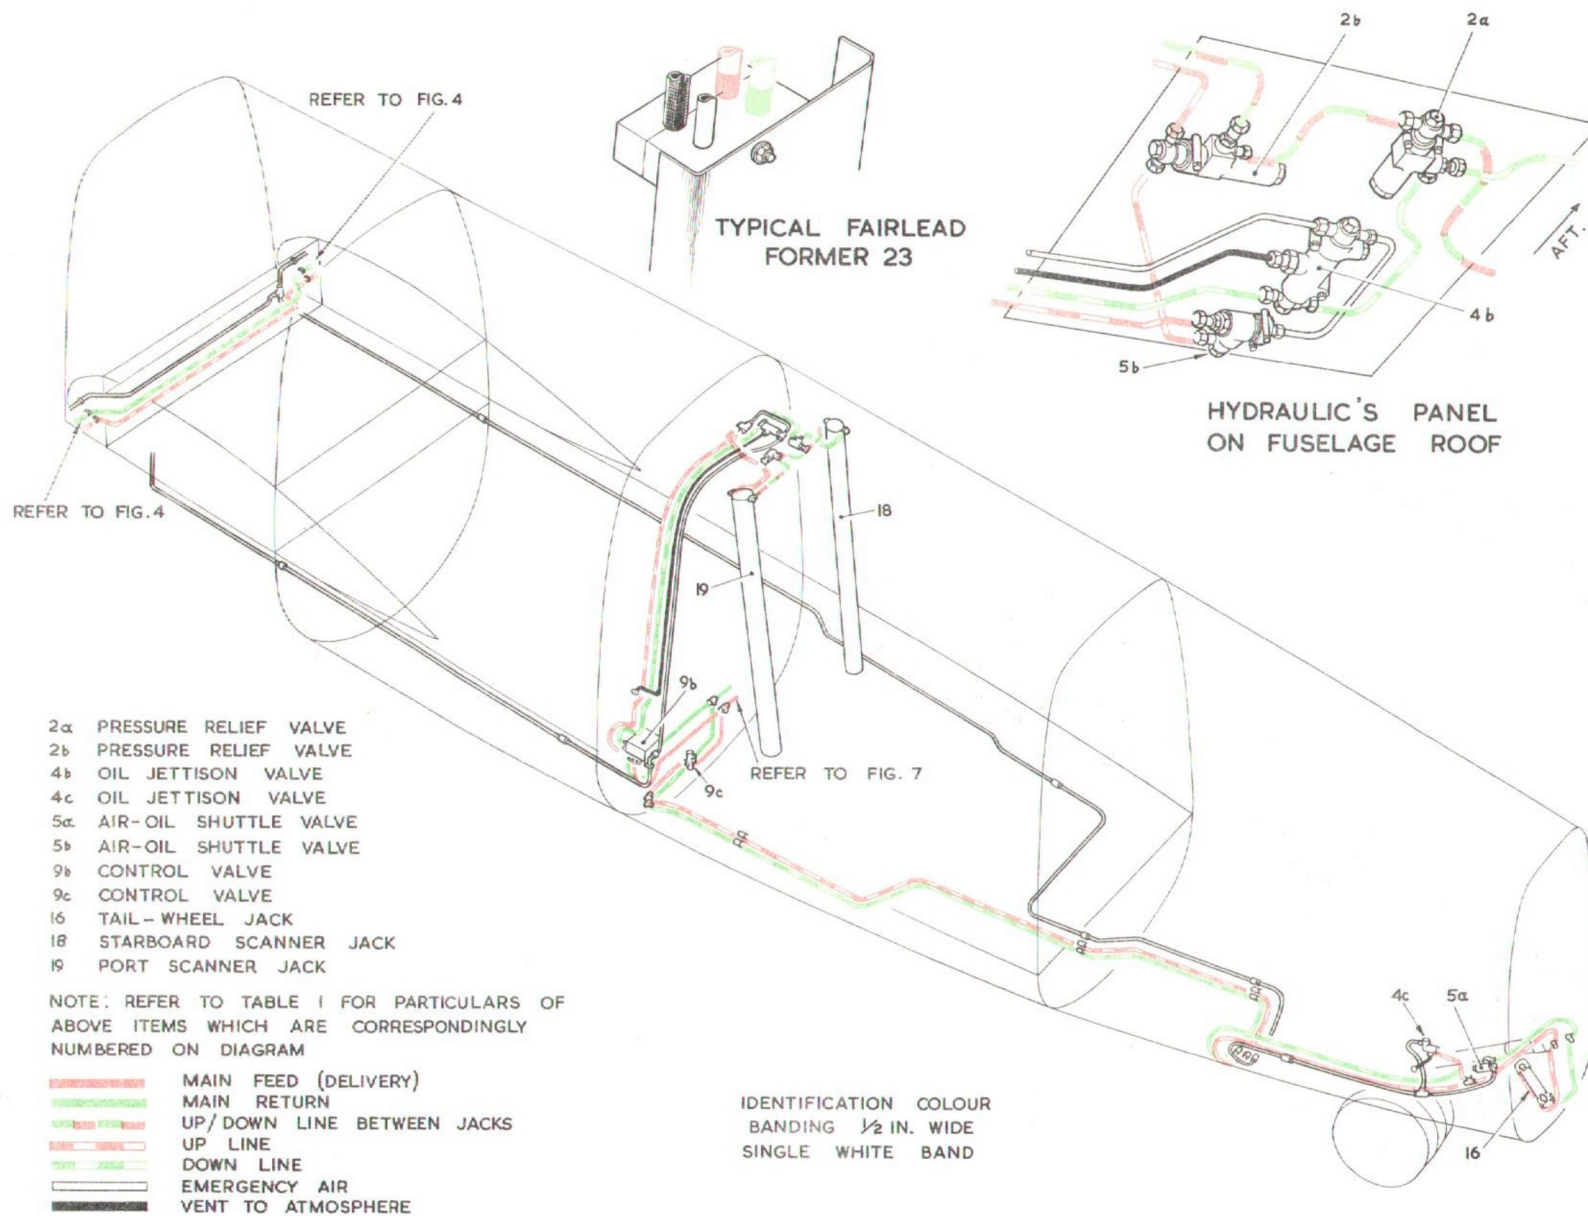 2b
2a
REFER TO FIG. 4
TYPICAL FAIRLEAD
FORMER 23
AFT.
4b
5b
HYDRAULIC'S PANEL
ON FUSELAGE ROOF
REFER TO FIG. 4
18
19
9b
REFER TO FIG. 7
9c
2a PRESSURE RELIEF VALVE
2b PRESSURE RELIEF VALVE
4b OIL JETTISON VALVE
4c OIL JETTISON VALVE
5a AIR-OIL SHUTTLE VALVE
5b AIR-OIL SHUTTLE VALVE
9b CONTROL VALVE
9c CONTROL VALVE
16 TAIL-WHEEL JACK
18 STARBOARD SCANNER JACK
19 PORT SCANNER JACK
NOTE: REFER TO TABLE 1 FOR PARTICULARS OF
ABOVE ITEMS WHICH ARE CORRESPONDINGLY
NUMBERED ON DIAGRAM
MAIN FEED (DELIVERY)
MAIN RETURN
UP/DOWN LINE BETWEEN JACKS
UP LINE
DOWN LINE
EMERGENCY AIR
VENT TO ATMOSPHERE
IDENTIFICATION COLOUR
BANDING 1/2 IN. WIDE
SINGLE WHITE BAND
4c
5a
16